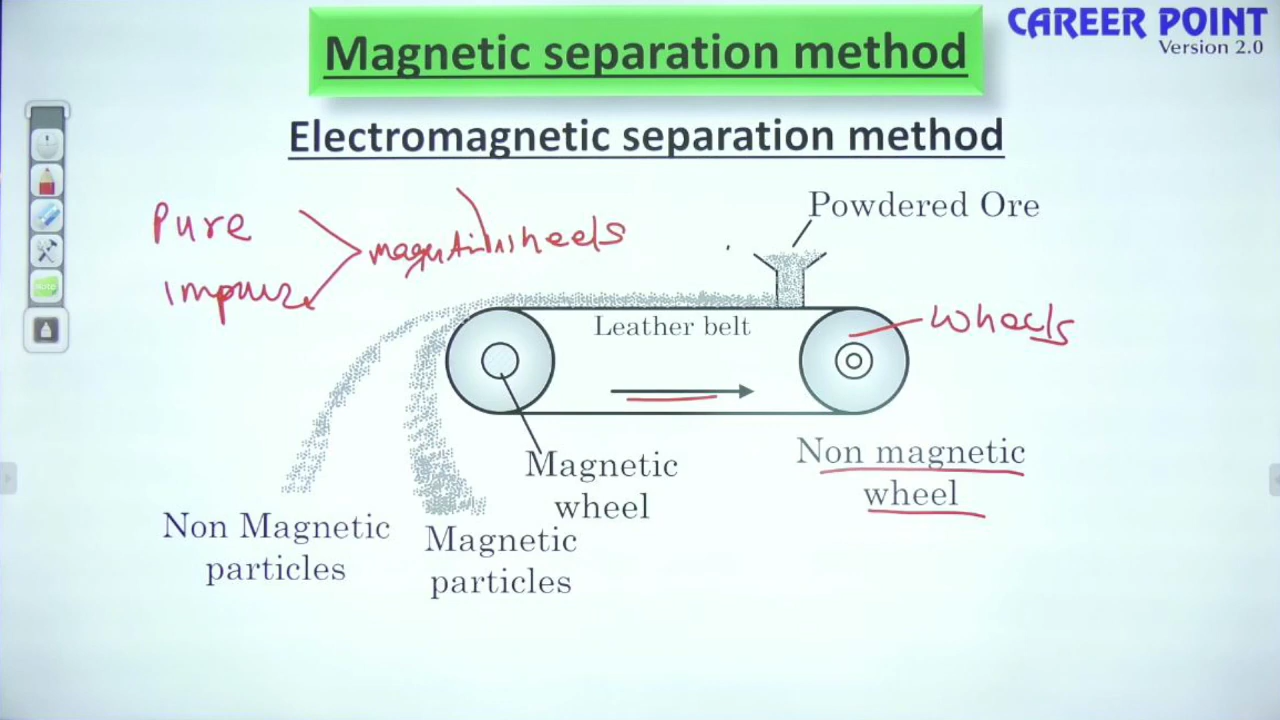 CAREER POINT
Version 2.0
Magnetic separation method
Electromagnetic separation method
Powdered Ore
Pure
wheels
Leather belt
wheels
Magnetic
wheel
Non magnetic
wheel
Non Magnetic
particles
Magnetic
particles